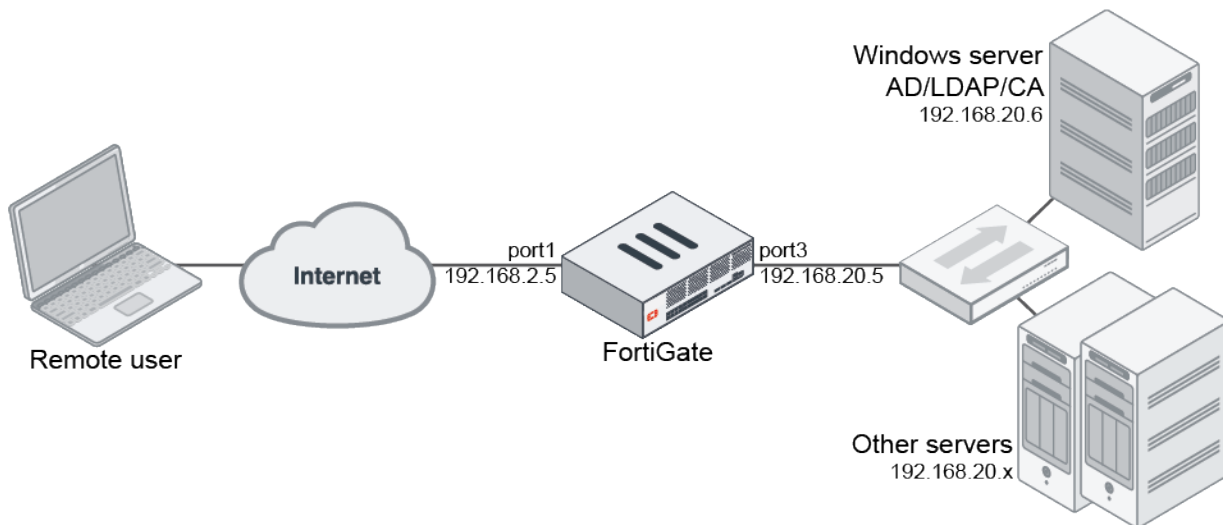 Windows server
AD/LDAP/CA
192.168.20.6
Internet
port1
192.168.2.5
port3
192.168.20.5
Remote user
FortiGate
Other servers
192.168.20.x